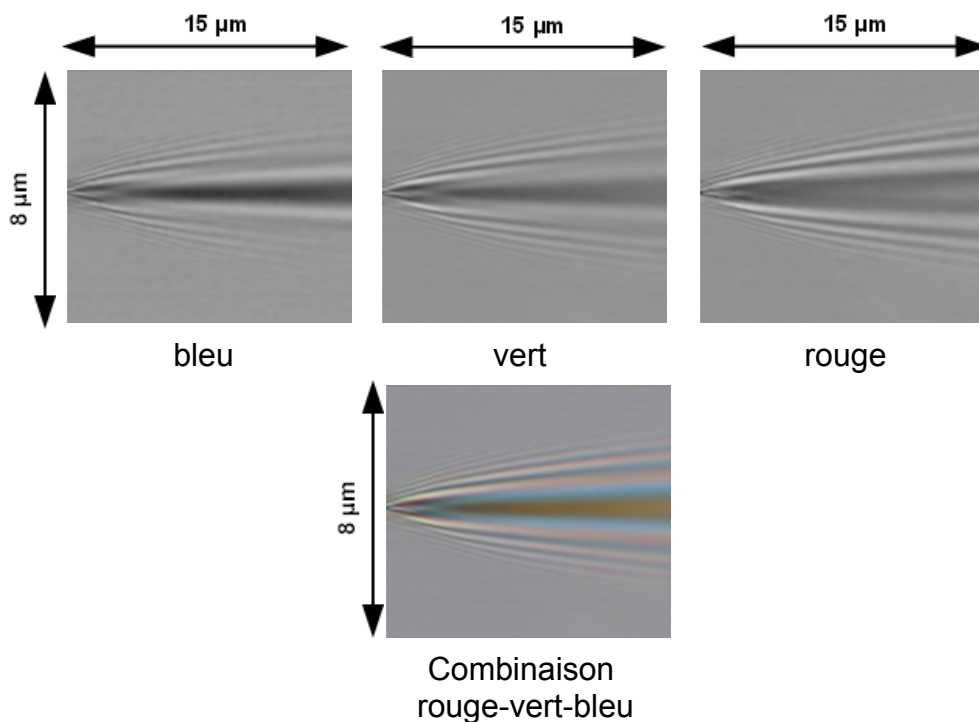 15 µm
15 µm
15 µm
8 µm
bleu
vert
rouge
8 µm
Combinaison
rouge-vert-bleu